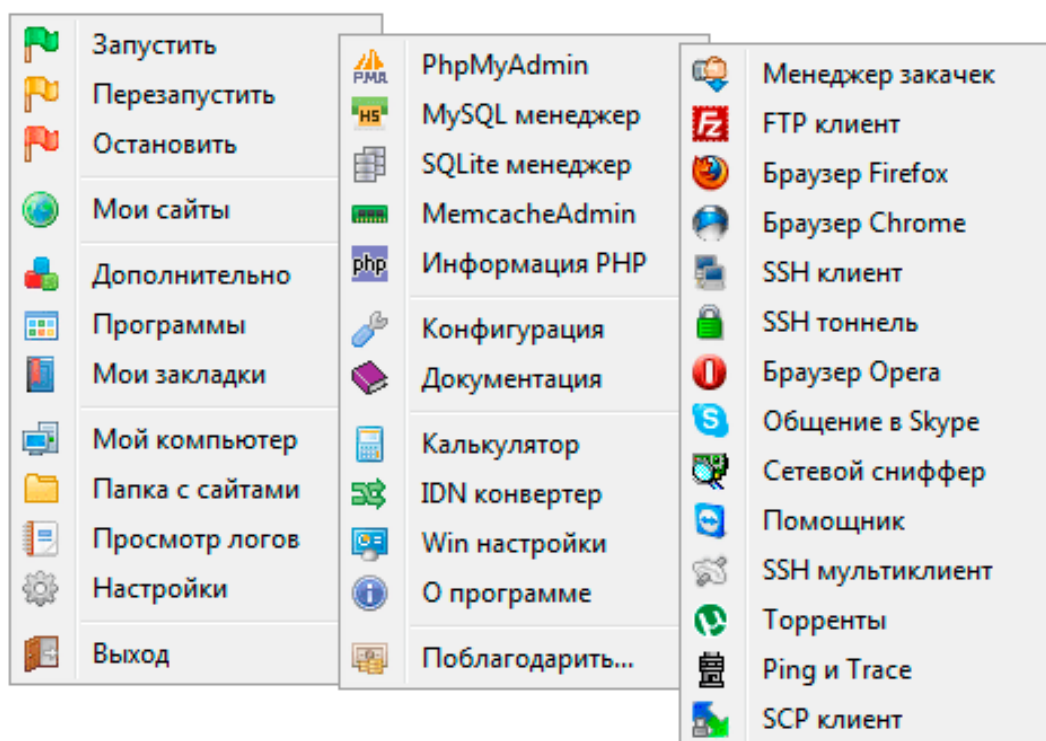 Запустить
Перезапустить
Остановить
Мои сайты
Дополнительно
Программы
Мои закладки
Мой компьютер
Папка с сайтами
Просмотр логов
Настройки
Выход
PMA
PhpMyAdmin
HS
MySQL менеджер
SQLite менеджер
MemcacheAdmin
php
Информация PHP
Конфигурация
Документация
Калькулятор
IDN конвертер
Win настройки
О программе
Поблагодарить...
Менеджер закачек
Fz
FTP клиент
Браузер Firefox
Браузер Chrome
SSH клиент
SSH тоннель
Браузер Opera
Общение в Skype
Сетевой сниффер
Помощник
SSH мультиклиент
Торренты
Ping и Trace
SCP клиент